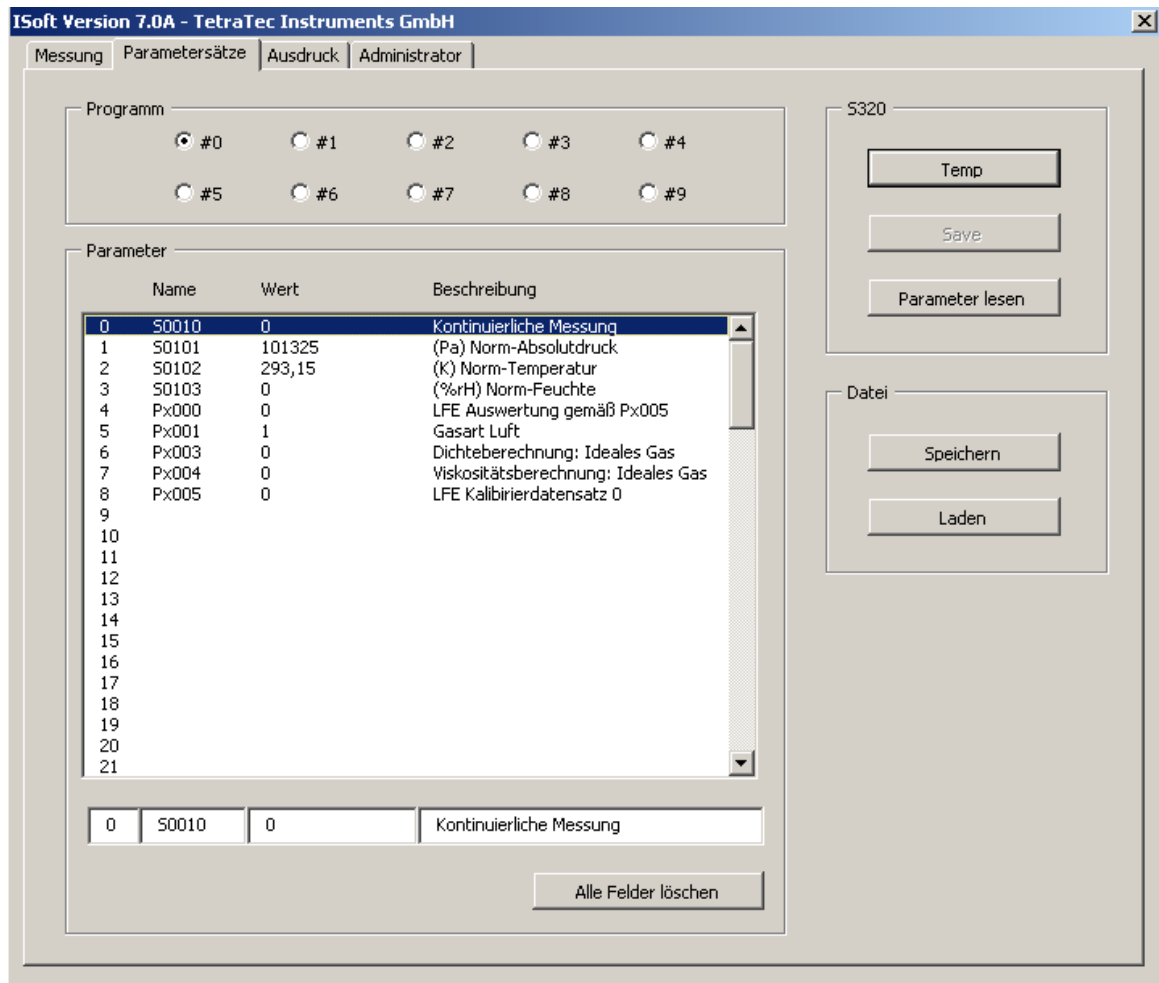 ISoft Version 7.0A - TetraTec Instruments GmbH
Messung Parametersätze Ausdruck Administrator
Programm
#0 #1 #2 #3 #4
#5 #6 #7 #8 #9
S320
Temp
Save
Parameter lesen
Parameter
Name Wert Beschreibung
0 S0010 0 Kontinuierliche Messung
1 S0101 101325 (Pa) Norm-Absolutdruck
2 S0102 293,15 (K) Norm-Temperatur
3 S0103 0 (%rH) Norm-Feuchte
4 Px000 0 LFE Auswertung gemäß Px005
5 Px001 1 Gasart Luft
6 Px003 0 Dichteberechnung: Ideales Gas
7 Px004 0 Viskositätsberechnung: Ideales Gas
8 Px005 0 LFE Kalibirierdatensatz 0
9
10
11
12
13
14
15
16
17
18
19
20
21
0 S0010 0 Kontinuierliche Messung
Alle Felder löschen
Datei
Speichern
Laden